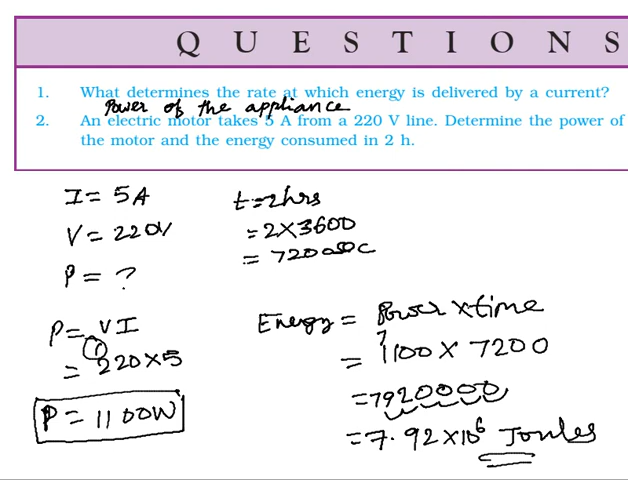 QUESTIONS
1. What determines the rate at which energy is delivered by a current?
Power of the appliance
2. An electric motor takes 5 A from a 220 V line. Determine the power of
the motor and the energy consumed in 2 h.
I = 5A
V = 220V
P = ?
P = VI
= 220×5
P = 1100W
t = 2hrs
= 2×3600
= 7200sec
Energy = Power × time
= 1100 × 7200
= 7920000
= 7.92×10⁶ Joules